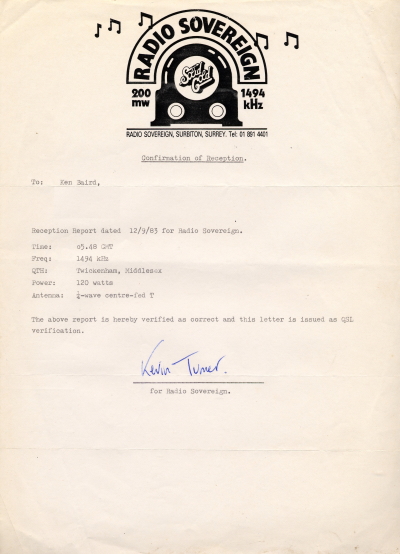 RADIO SOVEREIGN
Solid Gold
200 mw
1494 kHz
RADIO SOVEREIGN, SURBITON, SURREY. Tel: 01 891 4401
Confirmation of Reception.
To: Ken Baird,
Reception Report dated 12/9/83 for Radio Sovereign.
Time: 05.48 GMT
Freq: 1494 kHz
QTH: Twickenham, Middlesex
Power: 120 watts
Antenna: ¼-wave centre-fed T
The above report is hereby verified as correct and this letter is issued as QSL
verification.
Kevin Turner.
for Radio Sovereign.